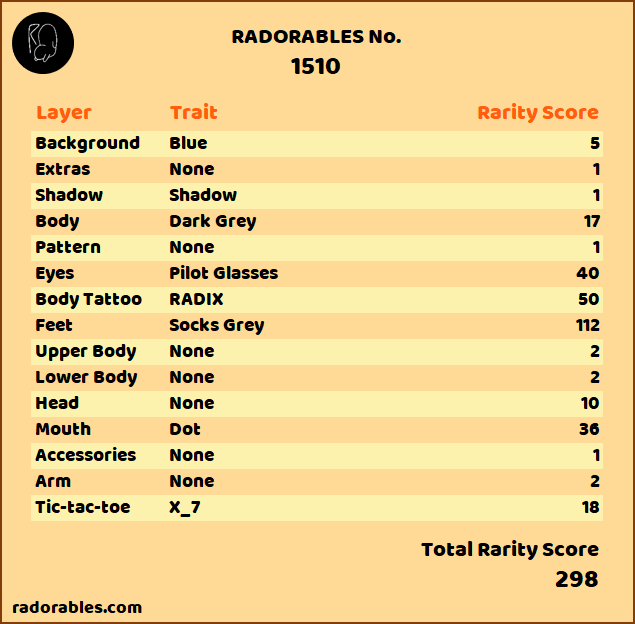 RADORABLES No.
1510
Layer Trait Rarity Score
Background Blue 5
Extras None 1
Shadow Shadow 1
Body Dark Grey 17
Pattern None 1
Eyes Pilot Glasses 40
Body Tattoo RADIX 50
Feet Socks Grey 112
Upper Body None 2
Lower Body None 2
Head None 10
Mouth Dot 36
Accessories None 1
Arm None 2
Tic-tac-toe X_7 18
Total Rarity Score
298
radorables.com